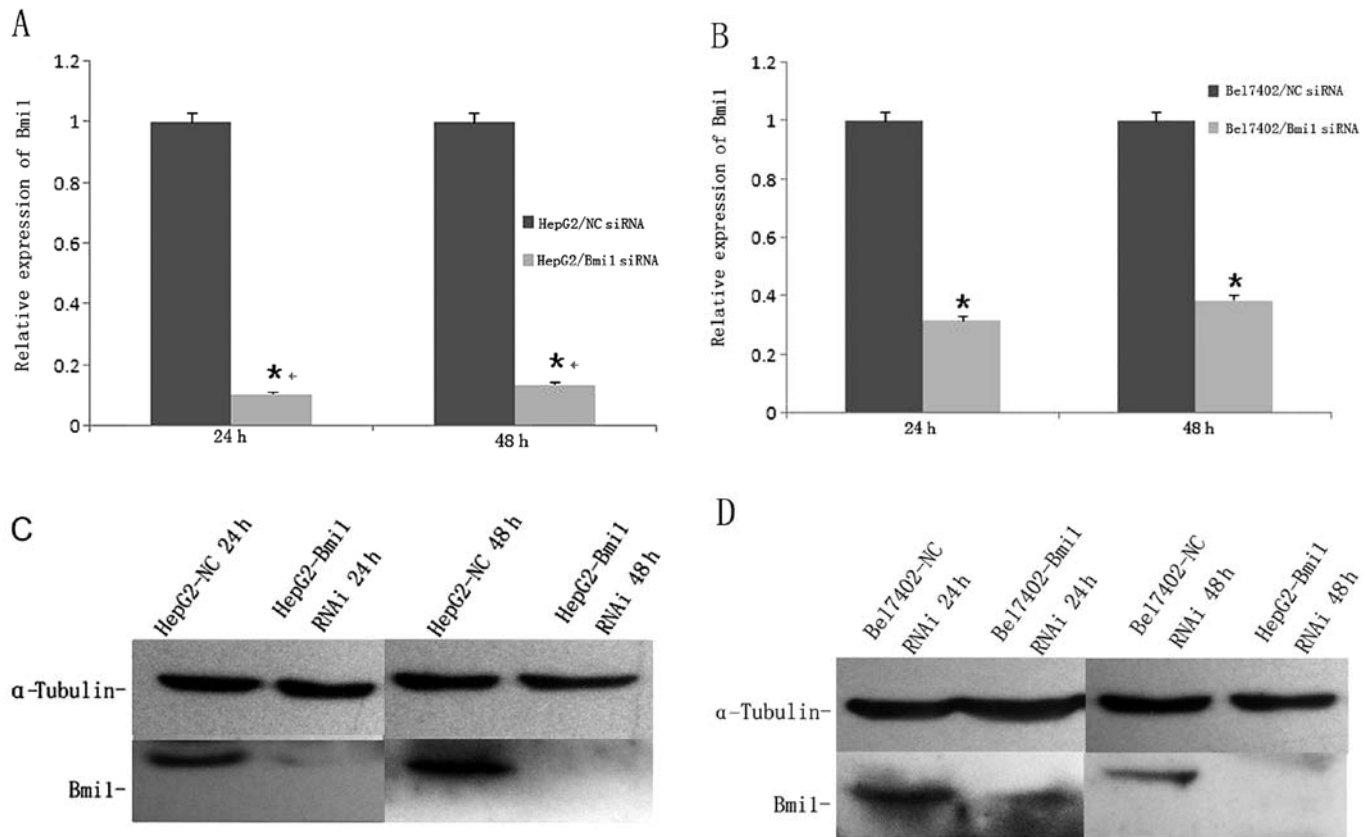 A
Relative expression of Bmi1
1.2
1
0.8
0.6
0.4
0.2
0
24 h
48 h
HepG2/NC siRNA
HepG2/Bmi1 siRNA
* ←
* ←
B
Relative expression of Bmi1
1.2
1
0.8
0.6
0.4
0.2
0
24 h
48 h
Bel7402/NC siRNA
Bel7402/Bmi1 siRNA
*
*
C
HepG2-NC 24 h
HepG2-Bmi1
RNAi 24 h
HepG2-NC 48 h
HepG2-Bmi1
RNAi 48 h
α-Tubulin-
Bmi1-
D
Bel7402-NC
RNAi 24 h
Bel7402-Bmi1
RNAi 24 h
Bel7402-NC
RNAi 48 h
HepG2-Bmi1
RNAi 48 h
α-Tubulin-
Bmi1-